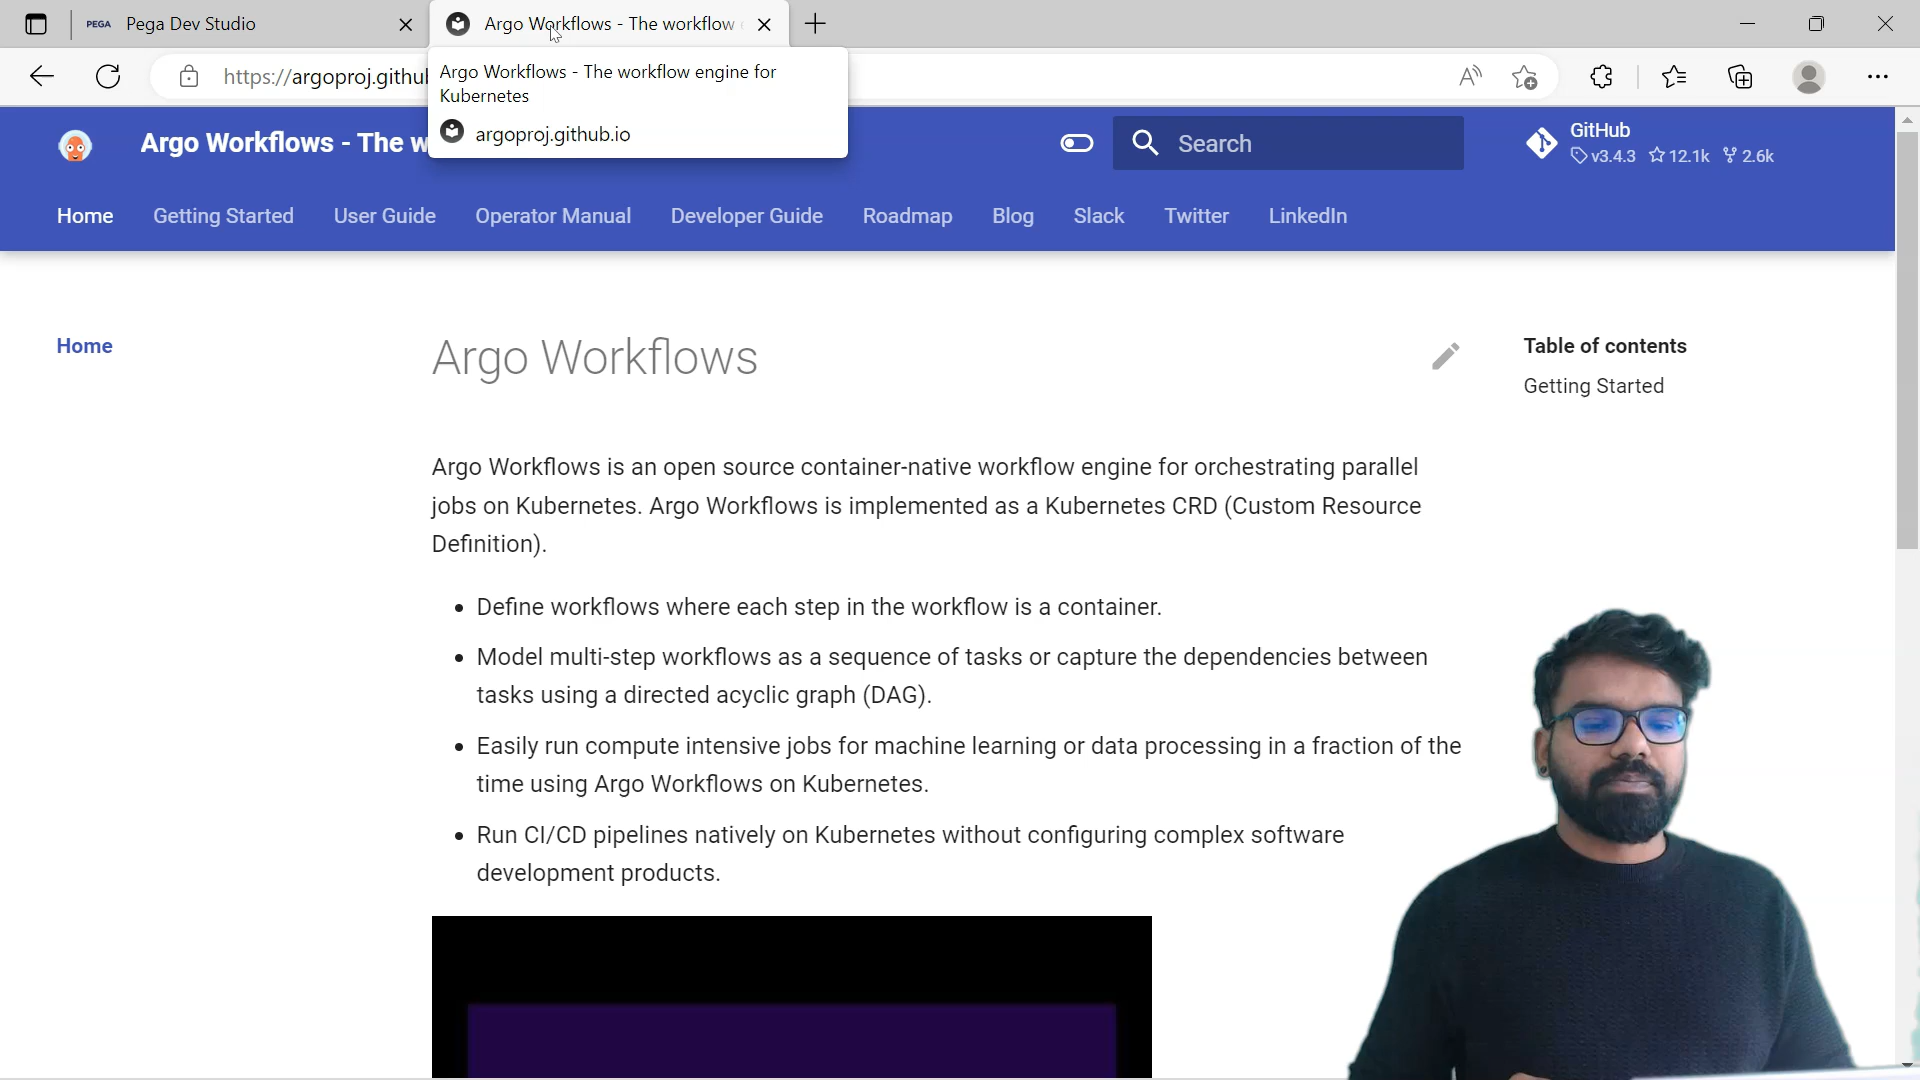 PEGA Pega Dev Studio
Argo Workflows - The workflow
https://argoproj.githu
Argo Workflows - The workflow engine for
Kubernetes
argoproj.github.io
Argo Workflows - The w
Search
GitHub
v3.4.3 12.1k 2.6k
Home Getting Started User Guide Operator Manual Developer Guide Roadmap Blog Slack Twitter LinkedIn
Home
Argo Workflows
Table of contents
Getting Started
Argo Workflows is an open source container-native workflow engine for orchestrating parallel
jobs on Kubernetes. Argo Workflows is implemented as a Kubernetes CRD (Custom Resource
Definition).
• Define workflows where each step in the workflow is a container.
• Model multi-step workflows as a sequence of tasks or capture the dependencies between
tasks using a directed acyclic graph (DAG).
• Easily run compute intensive jobs for machine learning or data processing in a fraction of the
time using Argo Workflows on Kubernetes.
• Run CI/CD pipelines natively on Kubernetes without configuring complex software
development products.